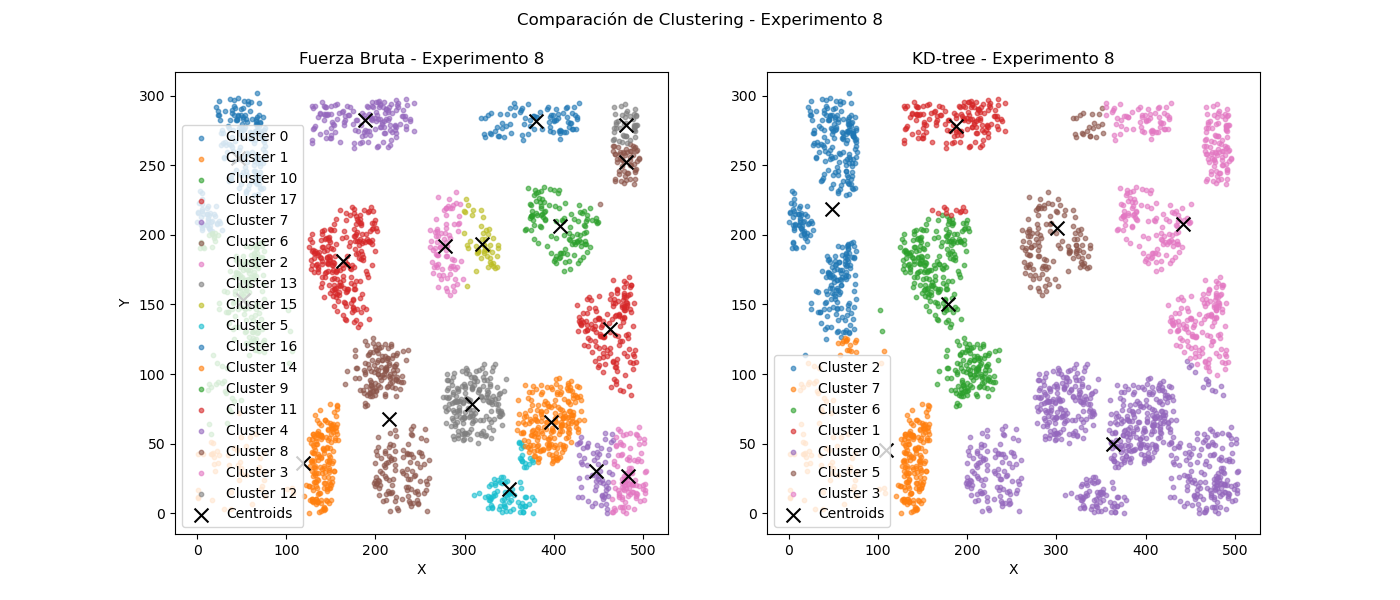 Comparación de Clustering - Experimento 8
Fuerza Bruta - Experimento 8
300
250
200
150
100
50
0
Y
Cluster 0
Cluster 1
Cluster 10
Cluster 17
Cluster 7
Cluster 6
Cluster 2
Cluster 13
Cluster 15
Cluster 5
Cluster 16
Cluster 14
Cluster 9
Cluster 11
Cluster 4
Cluster 8
Cluster 3
Cluster 12
Centroids
0 100 200 300 400 500
X
KD-tree - Experimento 8
300
250
200
150
100
50
0
Cluster 2
Cluster 7
Cluster 6
Cluster 1
Cluster 0
Cluster 5
Cluster 3
Centroids
0 100 200 300 400 500
X